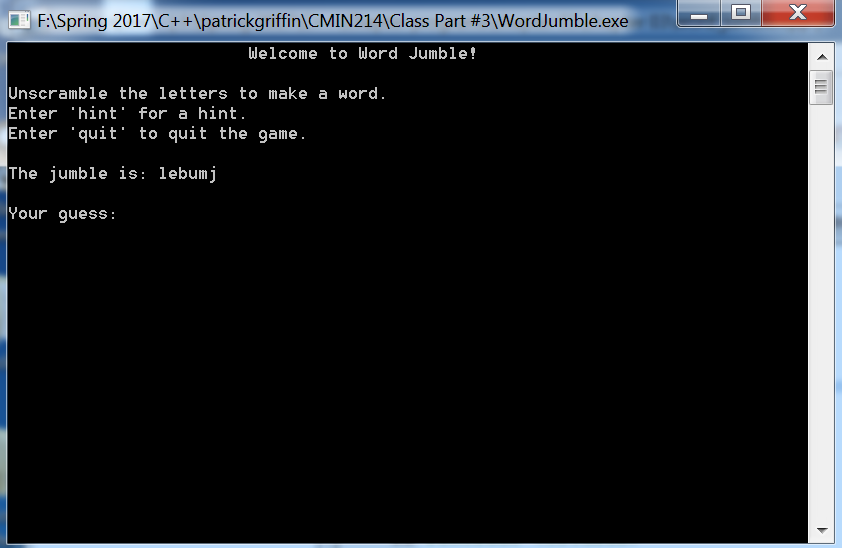 F:\Spring 2017\C++\patrickgriffin\CMIN214\Class Part #3\WordJumble.exe
Welcome to Word Jumble!
Unscramble the letters to make a word.
Enter 'hint' for a hint.
Enter 'quit' to quit the game.
The jumble is: lebumj
Your guess: